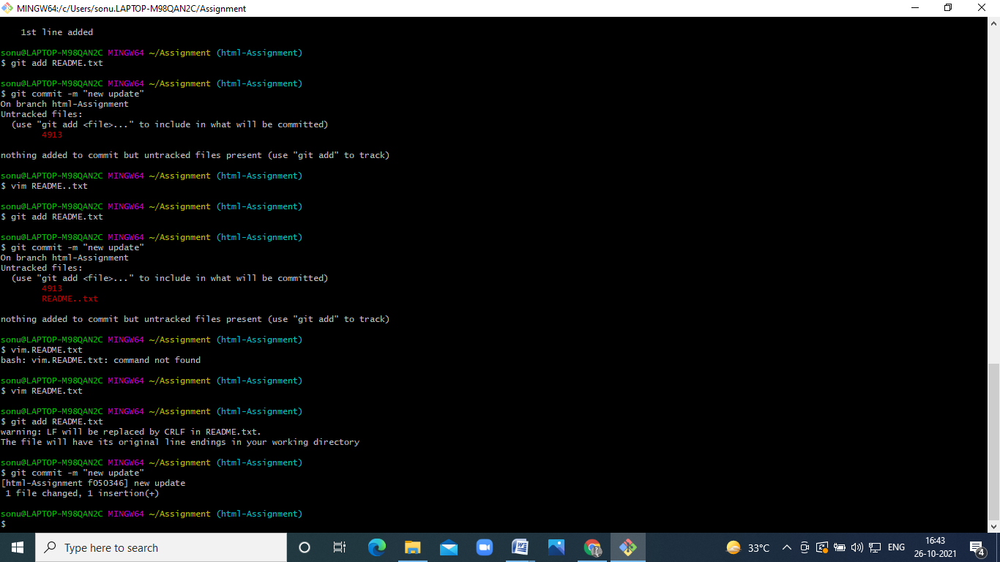 MINGW64:/c/Users/sonu.LAPTOP-M98QAN2C/Assignment
1st line added
sonu@LAPTOP-M98QAN2C MINGW64 ~/Assignment (html-Assignment)
$ git add README.txt
sonu@LAPTOP-M98QAN2C MINGW64 ~/Assignment (html-Assignment)
$ git commit -m "new update"
On branch html-Assignment
Untracked files:
(use "git add <file>..." to include in what will be committed)
4913
nothing added to commit but untracked files present (use "git add" to track)
sonu@LAPTOP-M98QAN2C MINGW64 ~/Assignment (html-Assignment)
$ vim README..txt
sonu@LAPTOP-M98QAN2C MINGW64 ~/Assignment (html-Assignment)
$ git add README.txt
sonu@LAPTOP-M98QAN2C MINGW64 ~/Assignment (html-Assignment)
$ git commit -m "new update"
On branch html-Assignment
Untracked files:
(use "git add <file>..." to include in what will be committed)
4913
README..txt
nothing added to commit but untracked files present (use "git add" to track)
sonu@LAPTOP-M98QAN2C MINGW64 ~/Assignment (html-Assignment)
$ vim.README.txt
bash: vim.README.txt: command not found
sonu@LAPTOP-M98QAN2C MINGW64 ~/Assignment (html-Assignment)
$ vim README.txt
sonu@LAPTOP-M98QAN2C MINGW64 ~/Assignment (html-Assignment)
$ git add README.txt
warning: LF will be replaced by CRLF in README.txt.
The file will have its original line endings in your working directory
sonu@LAPTOP-M98QAN2C MINGW64 ~/Assignment (html-Assignment)
$ git commit -m "new update"
[html-Assignment f050346] new update
1 file changed, 1 insertion(+)
sonu@LAPTOP-M98QAN2C MINGW64 ~/Assignment (html-Assignment)
$
Type here to search
33°C
ENG
16:43
26-10-2021
4